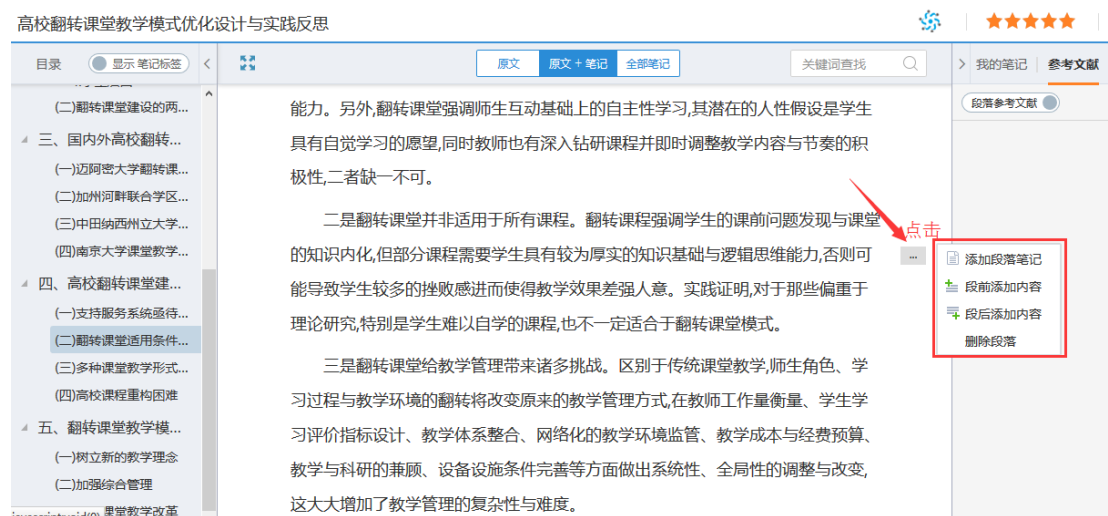 高校翻转课堂教学模式优化设计与实践反思
目录
显示 笔记标签
原文
原文 + 笔记
全部笔记
关键词查找
我的笔记
参考文献
段落参考文献
(二)翻转课堂建设的两...
三、国内外高校翻转...
(一)迈阿密大学翻转课...
(二)加州河畔联合学区...
(三)中田纳西州立大学...
(四)南京大学课堂教学...
四、高校翻转课堂建...
(一)支持服务系统亟待...
(二)翻转课堂适用条件...
(三)多种课堂教学形式...
(四)高校课程重构困难
五、翻转课堂教学模...
(一)树立新的教学理念
(二)加强综合管理
课堂教学改革
能力。另外,翻转课堂强调师生互动基础上的自主性学习,其潜在的人性假设是学生
具有自觉学习的愿望,同时教师也有深入钻研课程并即时调整教学内容与节奏的积
极性,二者缺一不可。
二是翻转课堂并非适用于所有课程。翻转课程强调学生的课前问题发现与课堂
的知识内化,但部分课程需要学生具有较为厚实的知识基础与逻辑思维能力,否则可
能导致学生较多的挫败感进而使得教学效果差强人意。实践证明,对于那些偏重于
理论研究,特别是学生难以自学的课程,也不一定适合于翻转课堂模式。
三是翻转课堂给教学管理带来诸多挑战。区别于传统课堂教学,师生角色、学
习过程与教学环境的翻转将改变原来的教学管理方式,在教师工作量衡量、学生学
习评价指标设计、教学体系整合、网络化的教学环境监管、教学成本与经费预算、
教学与科研的兼顾、设备设施条件完善等方面做出系统性、全局性的调整与改变,
这大大增加了教学管理的复杂性与难度。
点击
...
添加段落笔记
段前添加内容
段后添加内容
删除段落